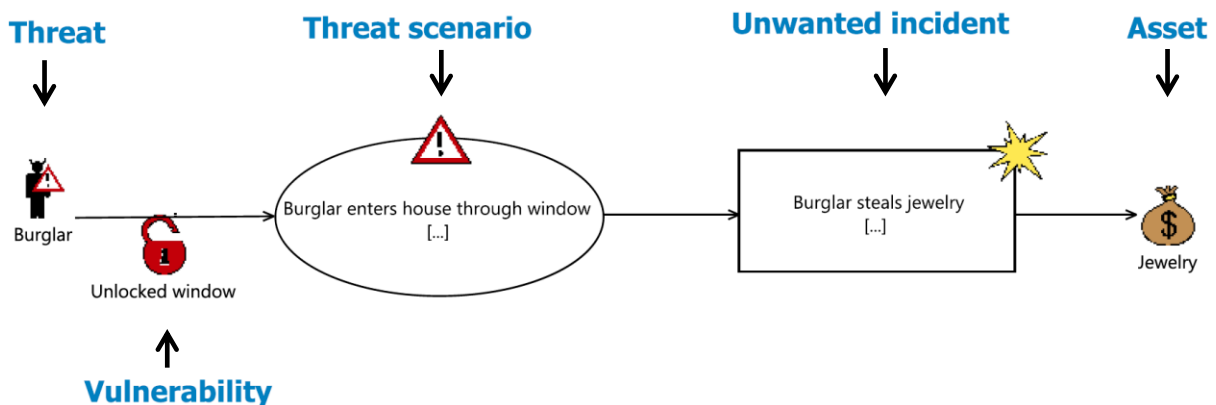 Threat
Threat scenario
Unwanted incident
Asset
Burglar
Unlocked window
Burglar enters house through window
[...]
Burglar steals jewelry
[...]
$
Jewelry
Vulnerability